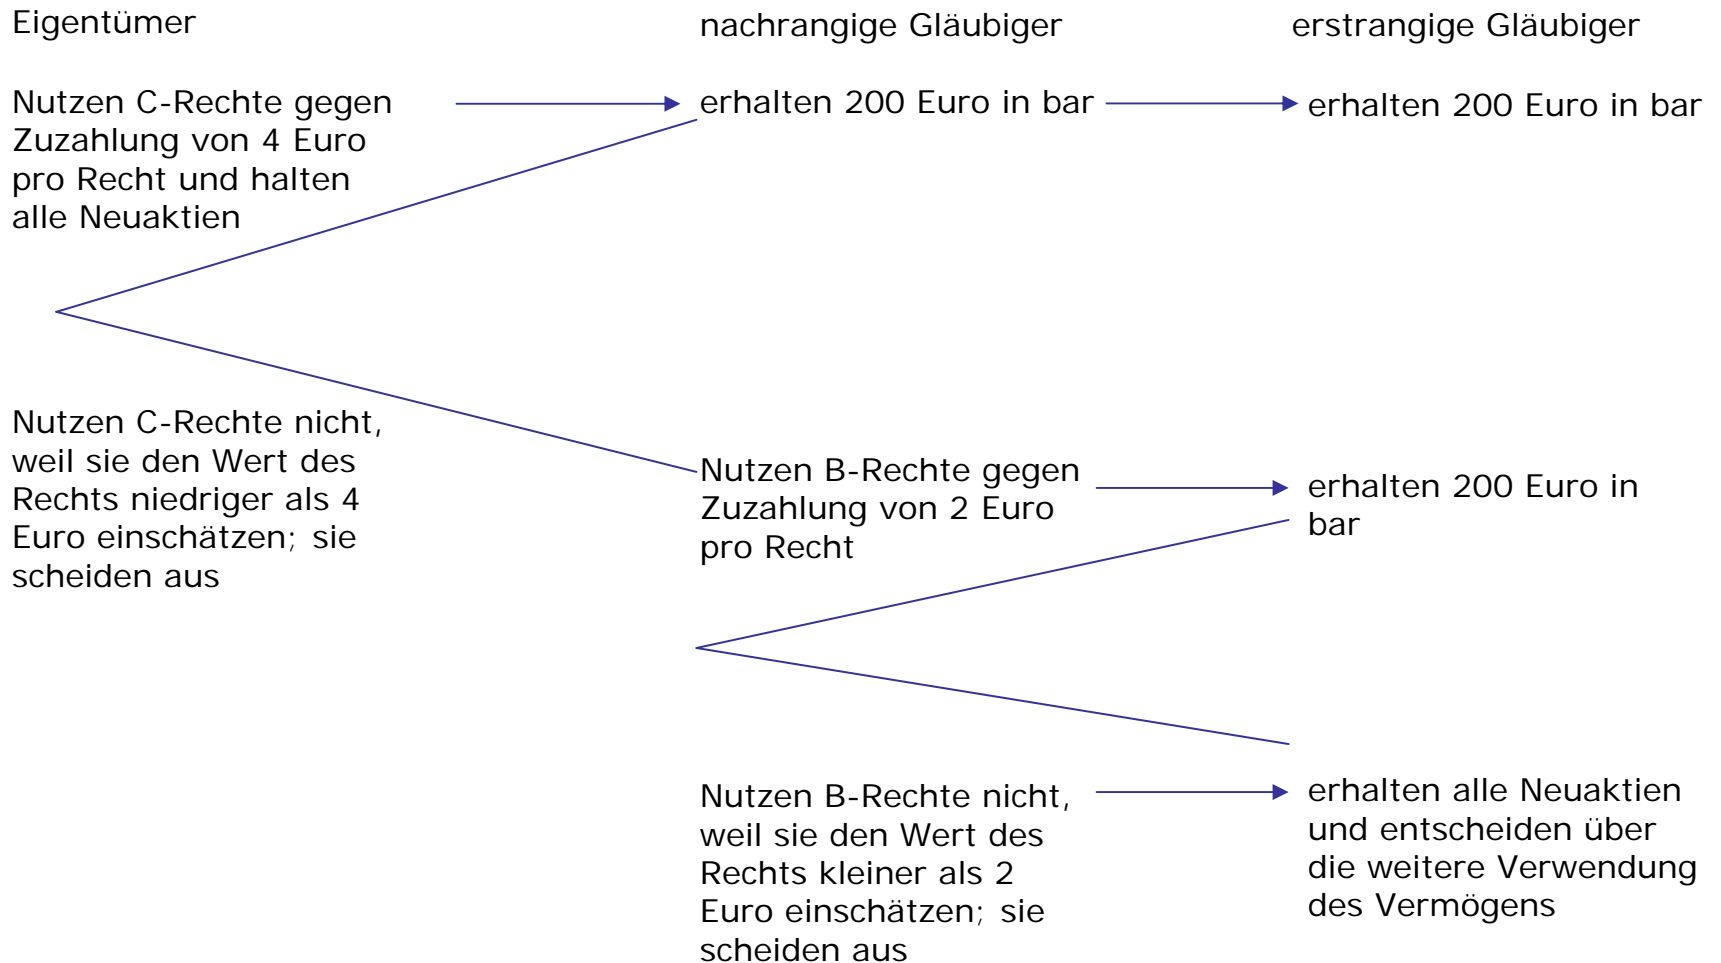 Eigentümer
nachrangige Gläubiger
erstrangige Gläubiger
Nutzen C-Rechte gegen
Zuzahlung von 4 Euro
pro Recht und halten
alle Neuaktien
erhalten 200 Euro in bar
erhalten 200 Euro in bar
Nutzen C-Rechte nicht,
weil sie den Wert des
Rechts niedriger als 4
Euro einschätzen; sie
scheiden aus
Nutzen B-Rechte gegen
Zuzahlung von 2 Euro
pro Recht
erhalten 200 Euro in
bar
Nutzen B-Rechte nicht,
weil sie den Wert des
Rechts kleiner als 2
Euro einschätzen; sie
scheiden aus
erhalten alle Neuaktien
und entscheiden über
die weitere Verwendung
des Vermögens